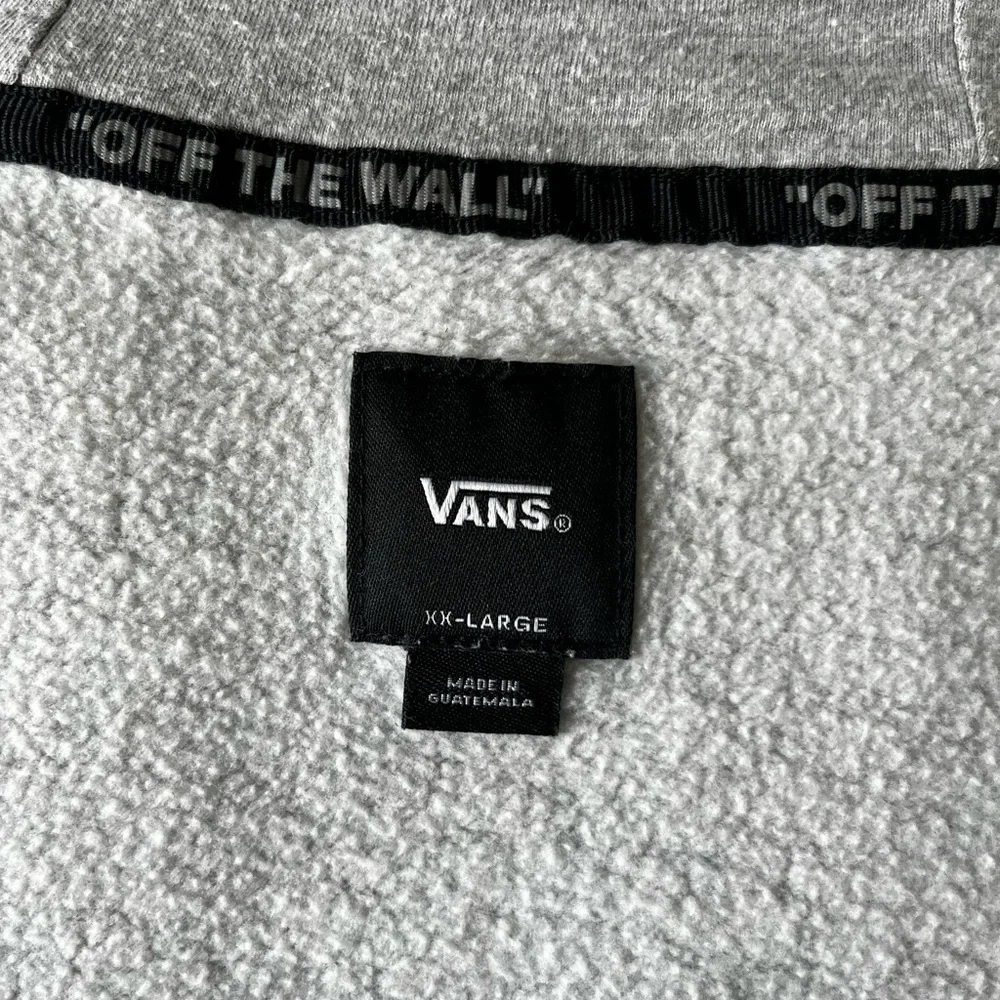 "OFF THE WALL" "OFF T
VANS®
XX-LARGE
MADE IN
GUATEMALA